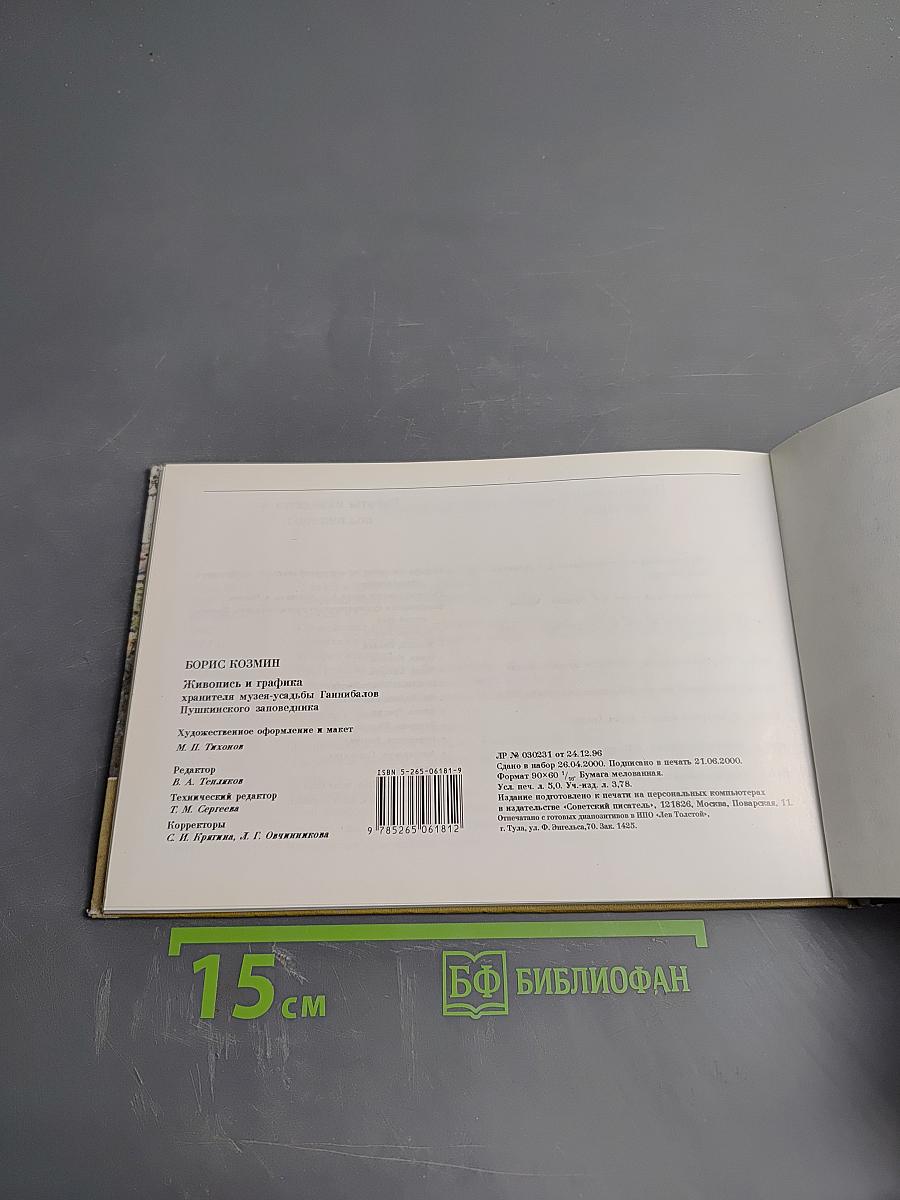 БОРИС КОЗМИН
Живопись и графика
хранителя музея-усадьбы Ганнибалов
Пушкинского заповедника
Художественное оформление и макет
М. П. Тихонов
Редактор
В. А. Тепляков
Технический редактор
Т. М. Сергеева
Корректоры
С. И. Крягина, Л. Г. Овчинникова
ISBN 5-265-06181-9
9 785265 061812
ЛР № 030231 от 24.12.96
Сдано в набор 26.04.2000. Подписано в печать 21.06.2000.
Формат 90×60 Бумага мелованная.
Усл. печ. л. 5,0. Уч.-изд. л. 3,78.
Издание подготовлено к печати на персональных компьютерах
в издательстве «Советский писатель», 121826, Москва, Поварская, 11.
Отпечатано с готовых диапозитивов в ИПО «Лев Толстой»,
г. Тула, ул. Ф. Энгельса,70. Зак. 1425.
15 см
БФ БИБЛИОФАН